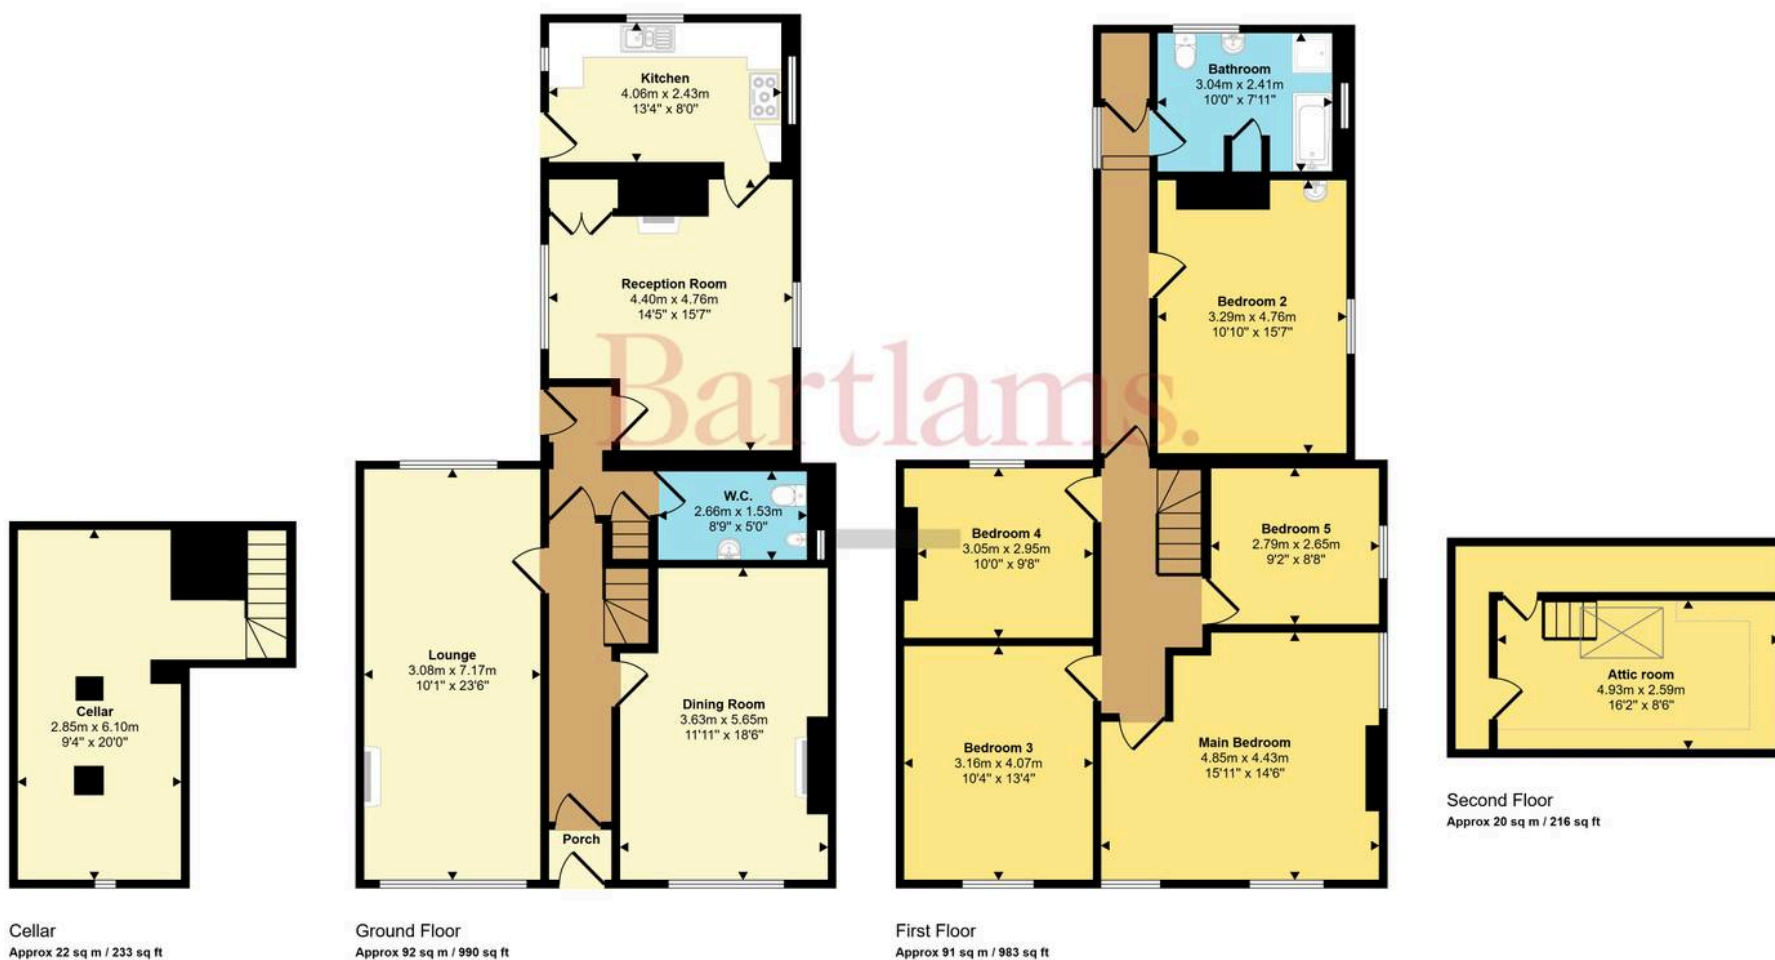 Kitchen
4.06m x 2.43m
13'4" x 8'0"
Reception Room
4.40m x 4.76m
14'5" x 15'7"
W.C.
2.66m x 1.53m
8'9" x 5'0"
Lounge
3.08m x 7.17m
10'1" x 23'6"
Dining Room
3.63m x 5.65m
11'11" x 18'6"
Porch
Cellar
2.85m x 6.10m
9'4" x 20'0"
Bathroom
3.04m x 2.41m
10'0" x 7'11"
Bedroom 2
3.29m x 4.76m
10'10" x 15'7"
Bartlams.
Bedroom 4
3.05m x 2.95m
10'0" x 9'8"
Bedroom 5
2.79m x 2.65m
9'2" x 8'8"
Bedroom 3
3.16m x 4.07m
10'4" x 13'4"
Main Bedroom
4.85m x 4.43m
15'11" x 14'6"
Attic room
4.93m x 2.59m
16'2" x 8'6"
Second Floor
Approx 20 sq m / 216 sq ft
Cellar
Approx 22 sq m / 233 sq ft
Ground Floor
Approx 92 sq m / 990 sq ft
First Floor
Approx 91 sq m / 983 sq ft